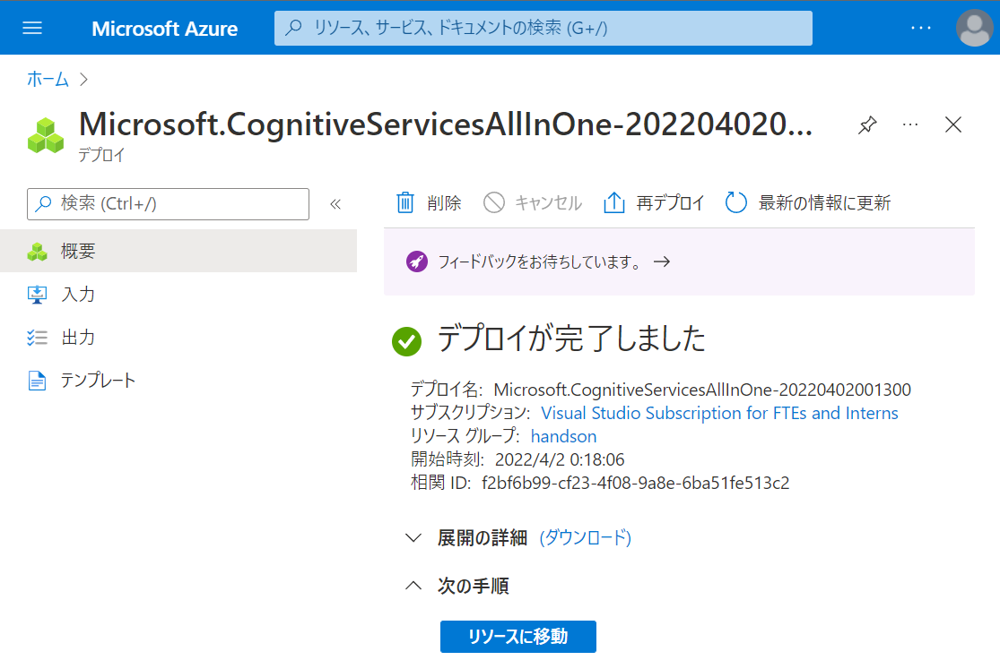 Microsoft Azure
リソース、サービス、ドキュメントの検索 (G+/)
ホーム
Microsoft.CognitiveServicesAllInOne-202204020...
デプロイ
検索 (Ctrl+/)
削除 キャンセル 再デプロイ 最新の情報に更新
概要
入力
出力
テンプレート
フィードバックをお待ちしています。 →
デプロイが完了しました
デプロイ名: Microsoft.CognitiveServicesAllInOne-20220402001300
サブスクリプション: Visual Studio Subscription for FTEs and Interns
リソース グループ: handson
開始時刻: 2022/4/2 0:18:06
相関 ID: f2bf6b99-cf23-4f08-9a8e-6ba51fe513c2
展開の詳細 (ダウンロード)
次の手順
リソースに移動